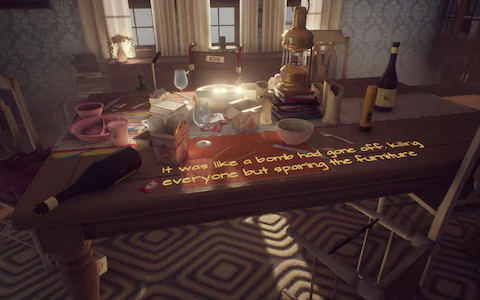 it was like a bomb had gone off, killing
everyone but sparing the furniture